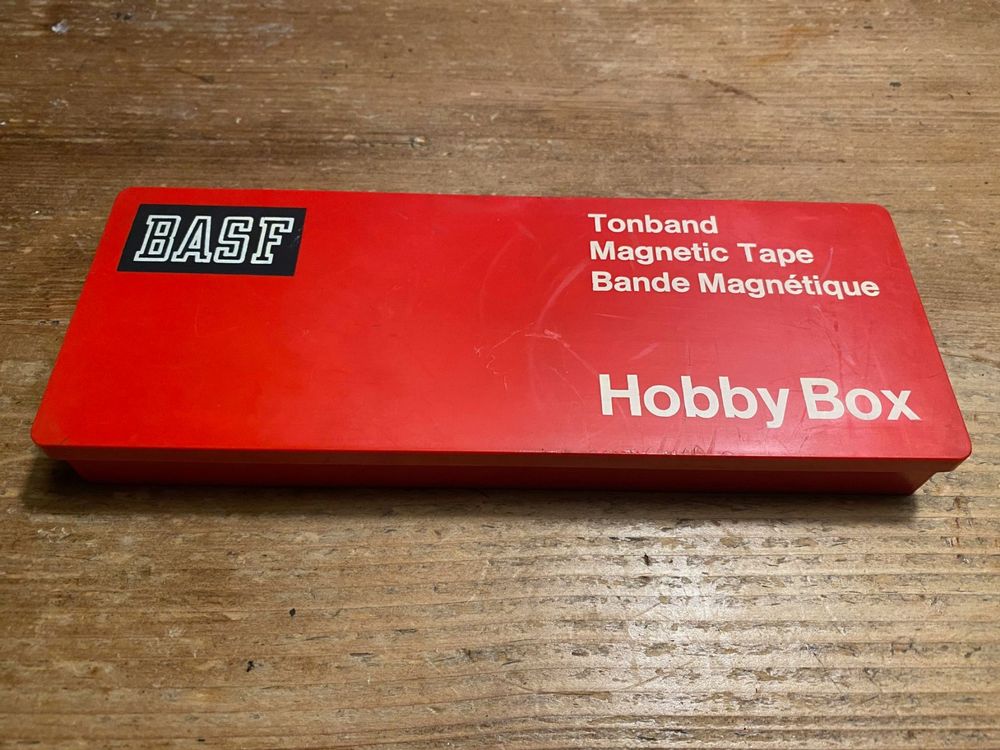 BASF
Tonband
Magnetic Tape
Bande Magnétique
Hobby Box